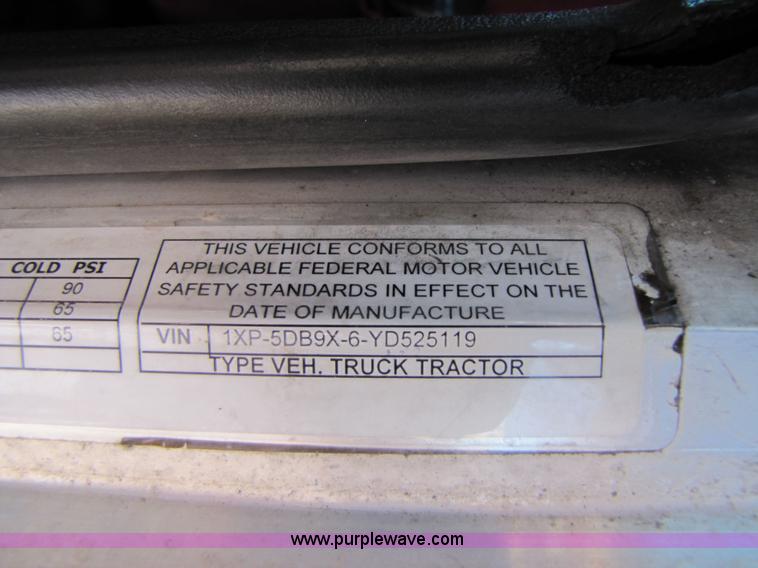 COLD PSI
90
65
65
THIS VEHICLE CONFORMS TO ALL
APPLICABLE FEDERAL MOTOR VEHICLE
SAFETY STANDARDS IN EFFECT ON THE
DATE OF MANUFACTURE
VIN 1XP-5DB9X-6-YD525119
TYPE VEH. TRUCK TRACTOR
www.purplewave.com